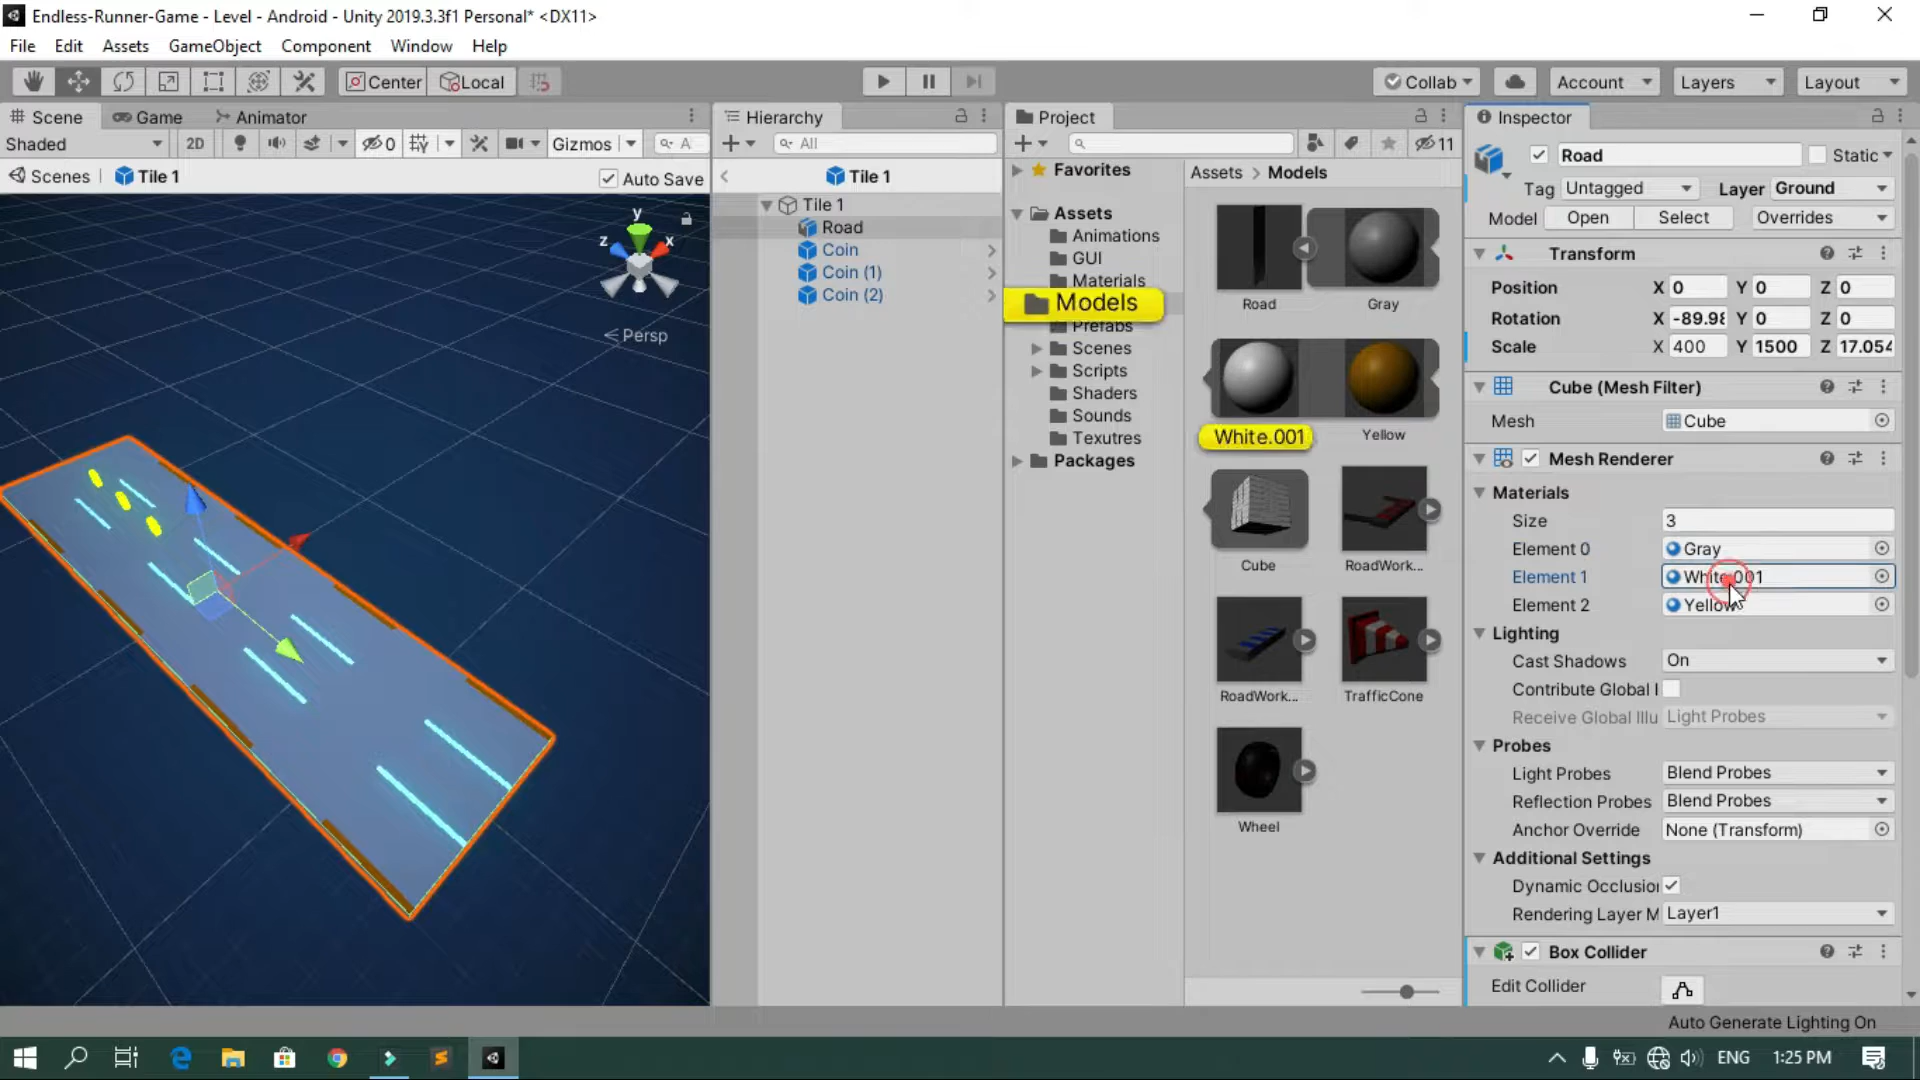 Endless-Runner-Game - Level - Android - Unity 2019.3.3f1 Personal* <DX11>
File Edit Assets GameObject Component Window Help
Center Local Collab Account Layers Layout
Scene Game Animator
Shaded 2D 0 Gizmos A
Scenes Tile 1 Auto Save
y
z x
Persp
Hierarchy
All
Tile 1
Tile 1
Road
Coin
Coin (1)
Coin (2)
Project
11
Favorites
Assets
Animations
GUI
Materials
Models
Prefabs
Scenes
Scripts
Shaders
Sounds
Texutres
Packages
Assets > Models
Road Gray
White.001 Yellow
Cube RoadWork...
RoadWork... TrafficCone
Wheel
Inspector
Road Static
Tag Untagged Layer Ground
Model Open Select Overrides
Transform
Position X 0 Y 0 Z 0
Rotation X -89.98 Y 0 Z 0
Scale X 400 Y 1500 Z 17.054
Cube (Mesh Filter)
Mesh Cube
Mesh Renderer
Materials
Size 3
Element 0 Gray
Element 1 White.001
Element 2 Yellow
Lighting
Cast Shadows On
Contribute Global I
Receive Global Illu Light Probes
Probes
Light Probes Blend Probes
Reflection Probes Blend Probes
Anchor Override None (Transform)
Additional Settings
Dynamic Occlusion
Rendering Layer M Layer1
Box Collider
Edit Collider
Auto Generate Lighting On
ENG 1:25 PM